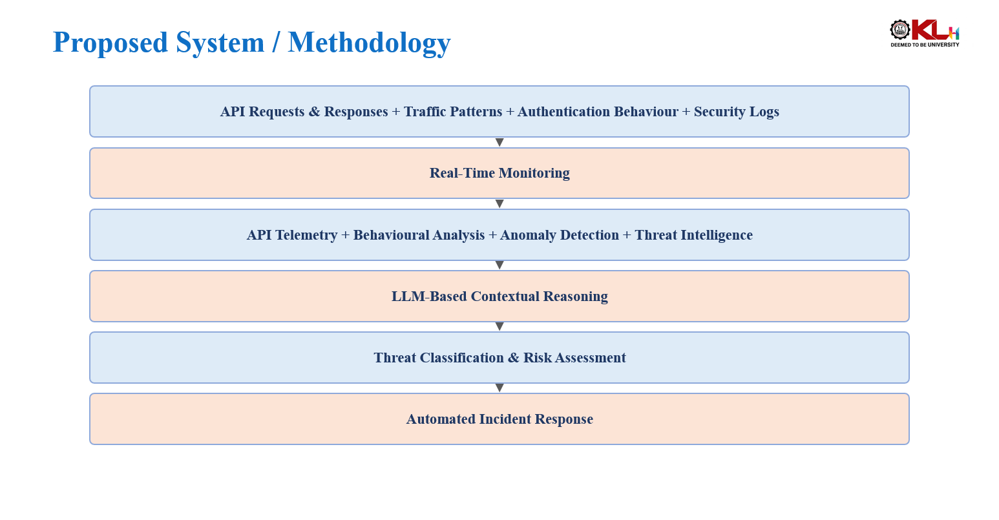 Proposed System / Methodology
KLH
DEEMED TO BE UNIVERSITY
API Requests & Responses + Traffic Patterns + Authentication Behaviour + Security Logs
Real-Time Monitoring
API Telemetry + Behavioural Analysis + Anomaly Detection + Threat Intelligence
LLM-Based Contextual Reasoning
Threat Classification & Risk Assessment
Automated Incident Response